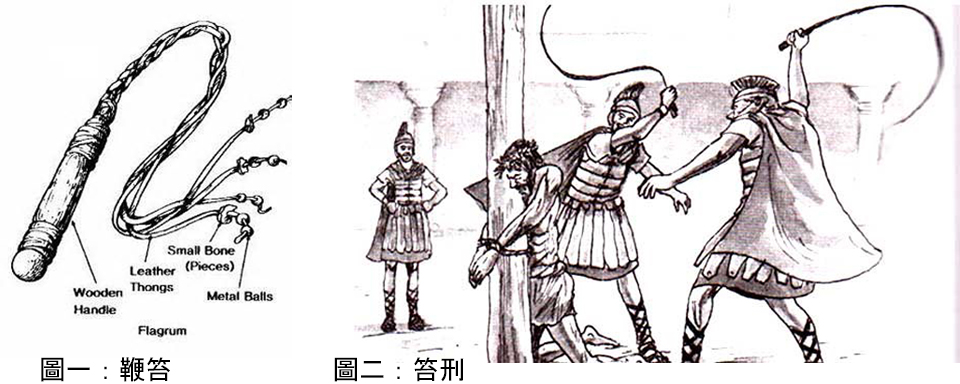 Small Bone
(Pieces)
Leather
Thongs
Metal Balls
Wooden
Handle
Flagrum
圖一：鞭笞
圖二：笞刑